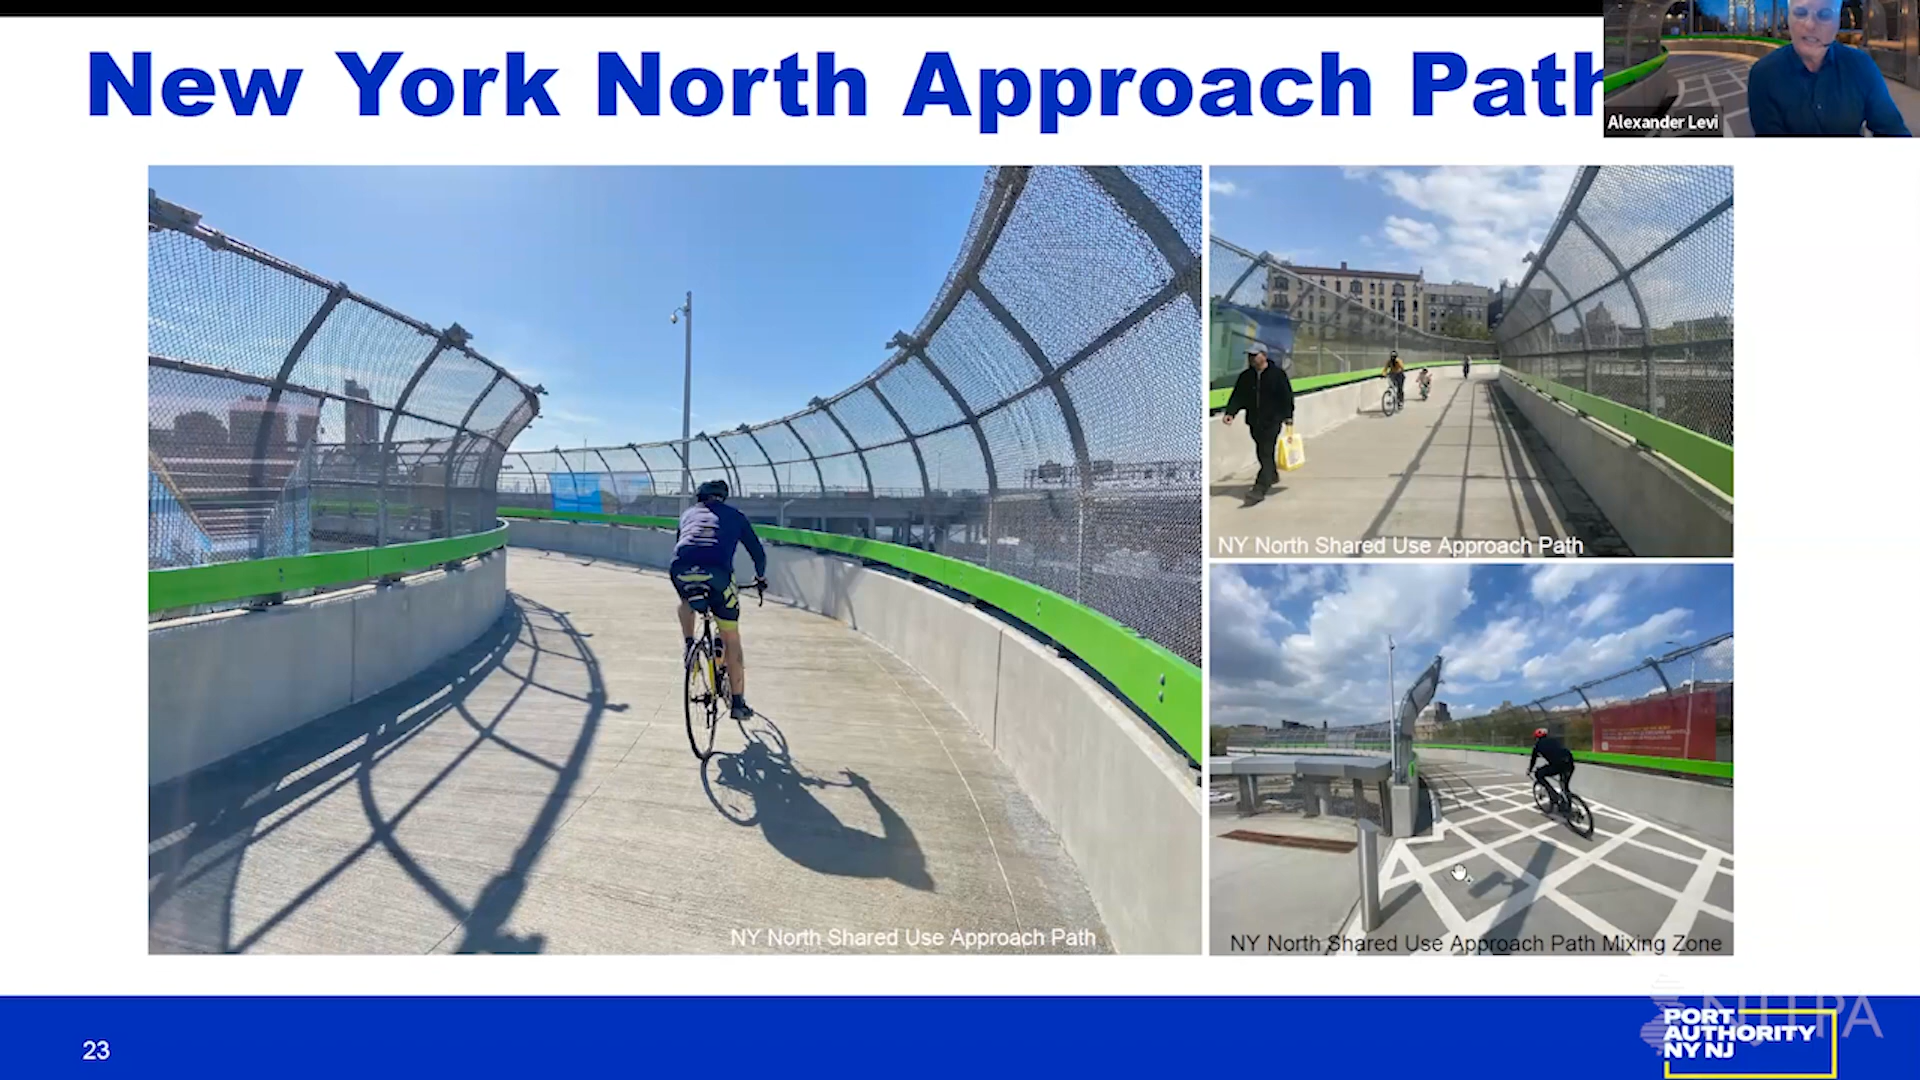 New York North Approach Path
Alexander Levi
NY North Shared Use Approach Path
NY North Shared Use Approach Path
NY North Shared Use Approach Path Mixing Zone
23
NJTPA
PORT
AUTHORITY
NY NJ